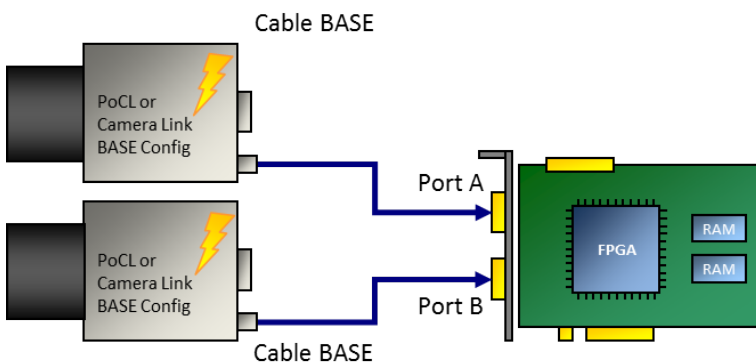 Cable BASE
PoCL or
Camera Link
BASE Config
Port A
FPGA
RAM
RAM
PoCL or
Camera Link
BASE Config
Port B
Cable BASE